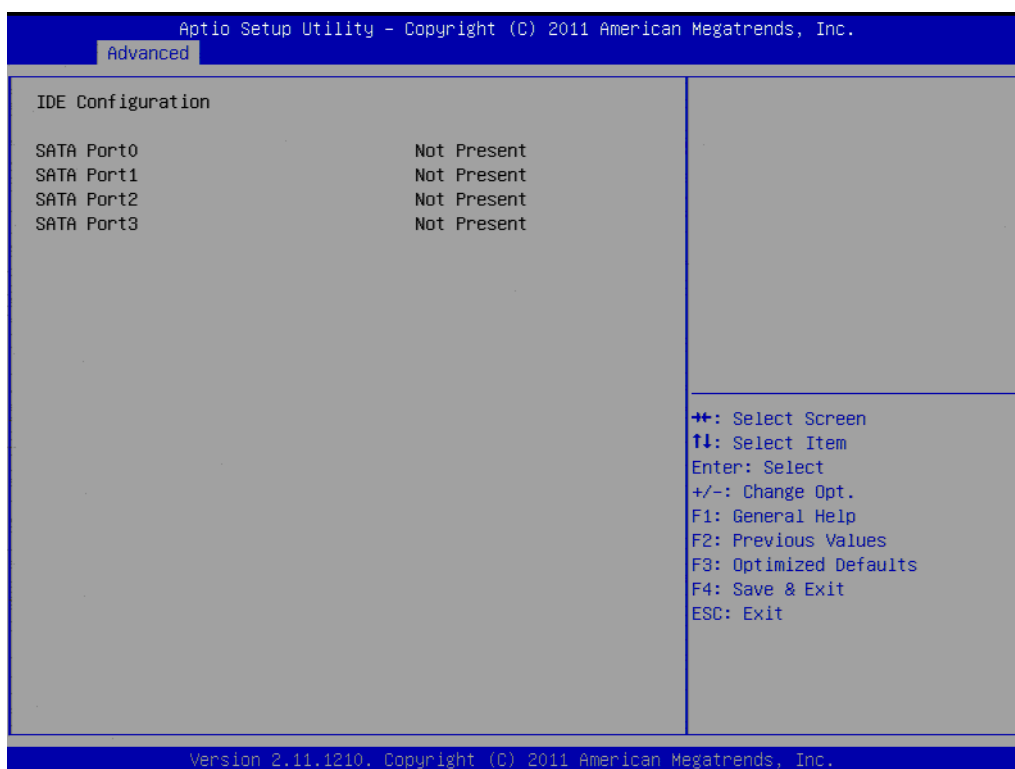 Aptio Setup Utility – Copyright (C) 2011 American Megatrends, Inc.
Advanced
IDE Configuration
SATA Port0 Not Present
SATA Port1 Not Present
SATA Port2 Not Present
SATA Port3 Not Present
→←: Select Screen
↑↓: Select Item
Enter: Select
+/-: Change Opt.
F1: General Help
F2: Previous Values
F3: Optimized Defaults
F4: Save & Exit
ESC: Exit
Version 2.11.1210. Copyright (C) 2011 American Megatrends, Inc.